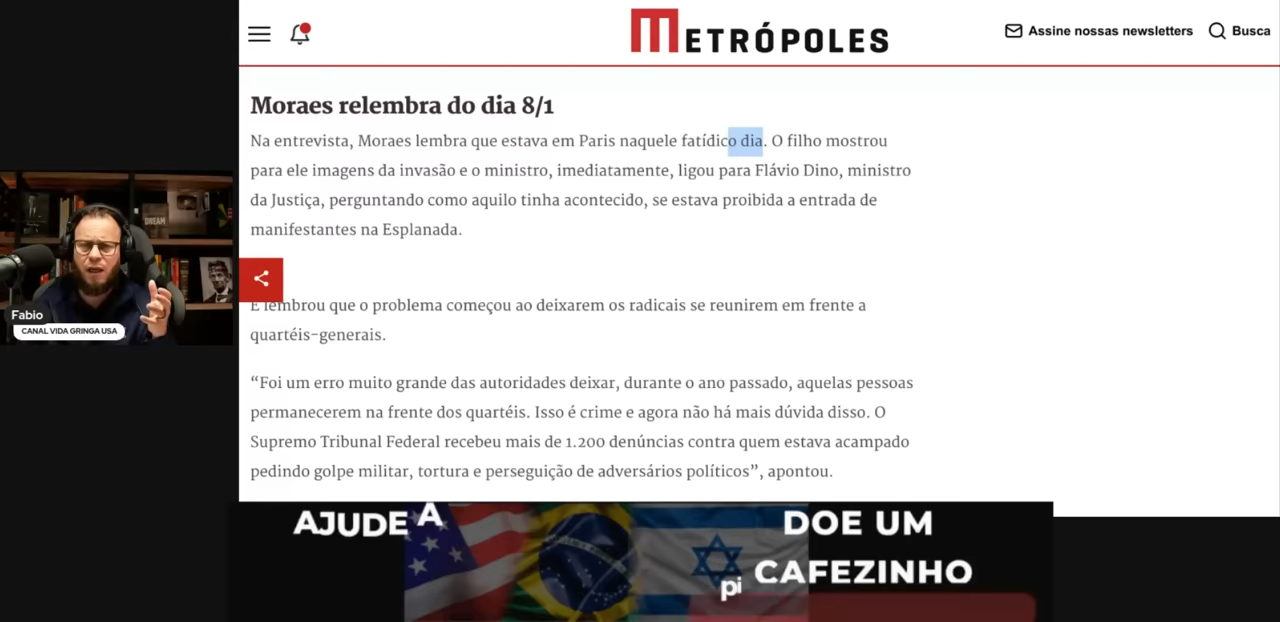 METRÓPOLES
Assine nossas newsletters
Busca
Moraes relembra do dia 8/1
Na entrevista, Moraes lembra que estava em Paris naquele fatídico dia. O filho mostrou
para ele imagens da invasão e o ministro, imediatamente, ligou para Flávio Dino, ministro
da Justiça, perguntando como aquilo tinha acontecido, se estava proibida a entrada de
manifestantes na Esplanada.
E lembrou que o problema começou ao deixarem os radicais se reunirem em frente a
quartéis-generais.
“Foi um erro muito grande das autoridades deixar, durante o ano passado, aquelas pessoas
permanecerem na frente dos quartéis. Isso é crime e agora não há mais dúvida disso. O
Supremo Tribunal Federal recebeu mais de 1.200 denúncias contra quem estava acampado
pedindo golpe militar, tortura e perseguição de adversários políticos”, apontou.
DREAM
Fabio
CANAL VIDA GRINGA USA
AJUDE A
DOE UM
CAFEZINHO
pi